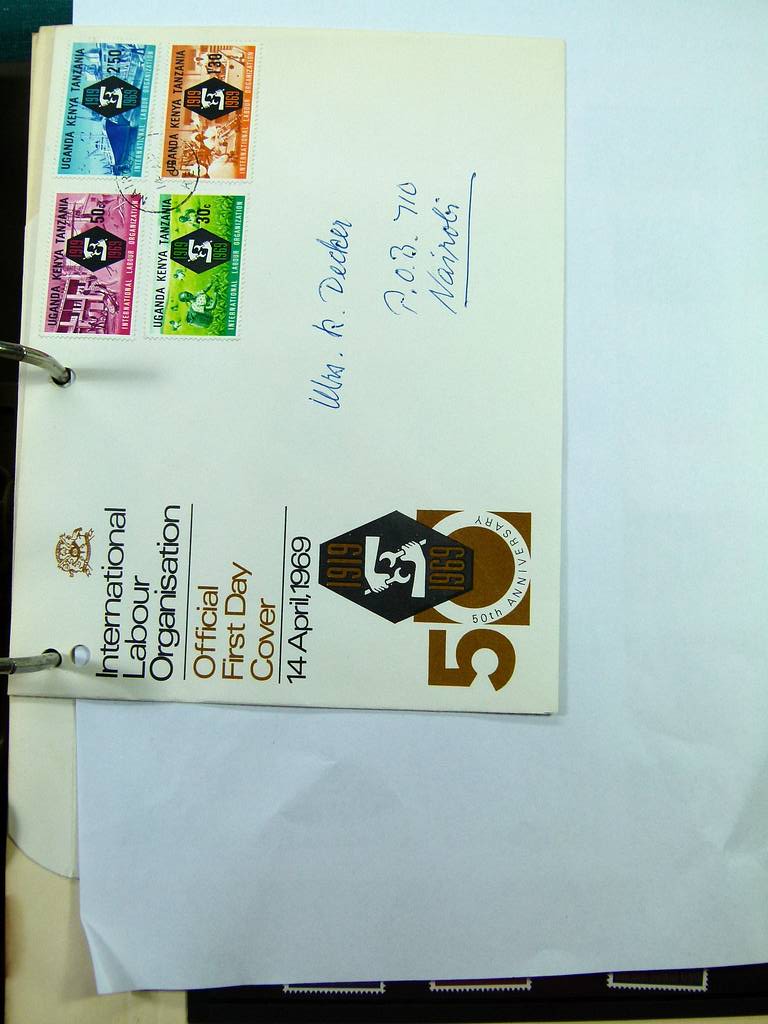 International
Labour
Organisation
Official
First Day
Cover
14 April, 1969
1919
1969
50
50th ANNIVERSARY
UGANDA KENYA TANZANIA
50c
1919
1969
INTERNATIONAL LABOUR ORGANIZATION
UGANDA KENYA TANZANIA
2'50
1919
1969
INTERNATIONAL LABOUR ORGANIZATION
UGANDA KENYA TANZANIA
30c
1919
1969
INTERNATIONAL LABOUR ORGANIZATION
UGANDA KENYA TANZANIA
1'30
1919
1969
INTERNATIONAL LABOUR ORGANIZATION
Mrs. K. Decker
P.O.B. 710
Nairobi